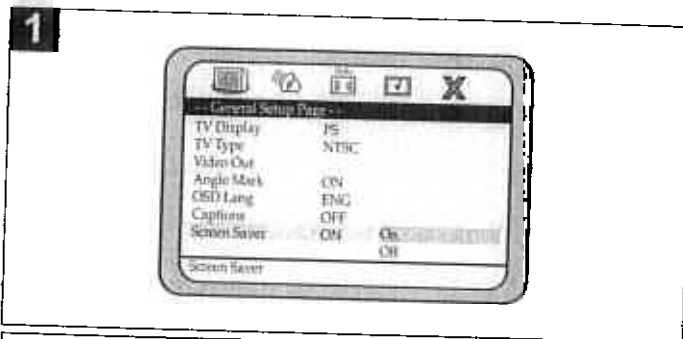 1
-- General Setup Page --
TV Display PS
TV Type NTSC
Video Out
Angle Mark ON
OSD Lang ENG
Captions OFF
Screen Saver ON On
Off
Screen Saver